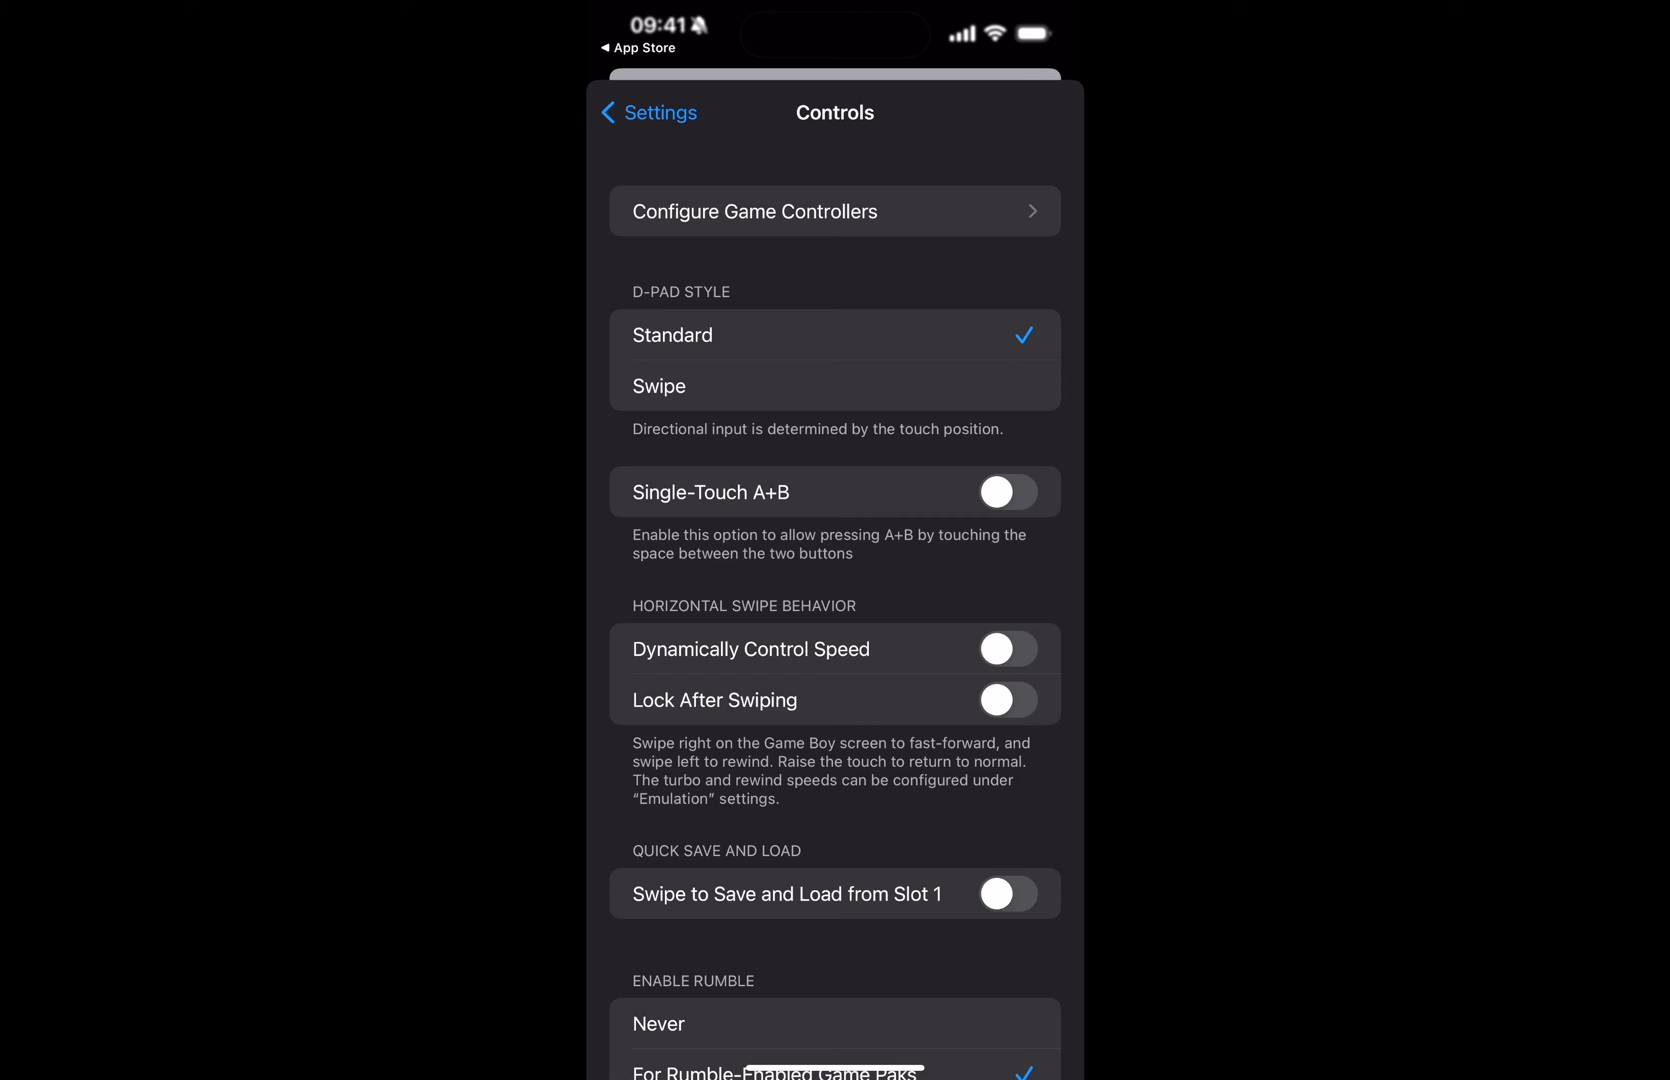 09:41
◀ App Store
Settings
Controls
Configure Game Controllers
D-PAD STYLE
Standard
Swipe
Directional input is determined by the touch position.
Single-Touch A+B
Enable this option to allow pressing A+B by touching the
space between the two buttons
HORIZONTAL SWIPE BEHAVIOR
Dynamically Control Speed
Lock After Swiping
Swipe right on the Game Boy screen to fast-forward, and
swipe left to rewind. Raise the touch to return to normal.
The turbo and rewind speeds can be configured under
“Emulation” settings.
QUICK SAVE AND LOAD
Swipe to Save and Load from Slot 1
ENABLE RUMBLE
Never
For Rumble-Enabled Game Paks